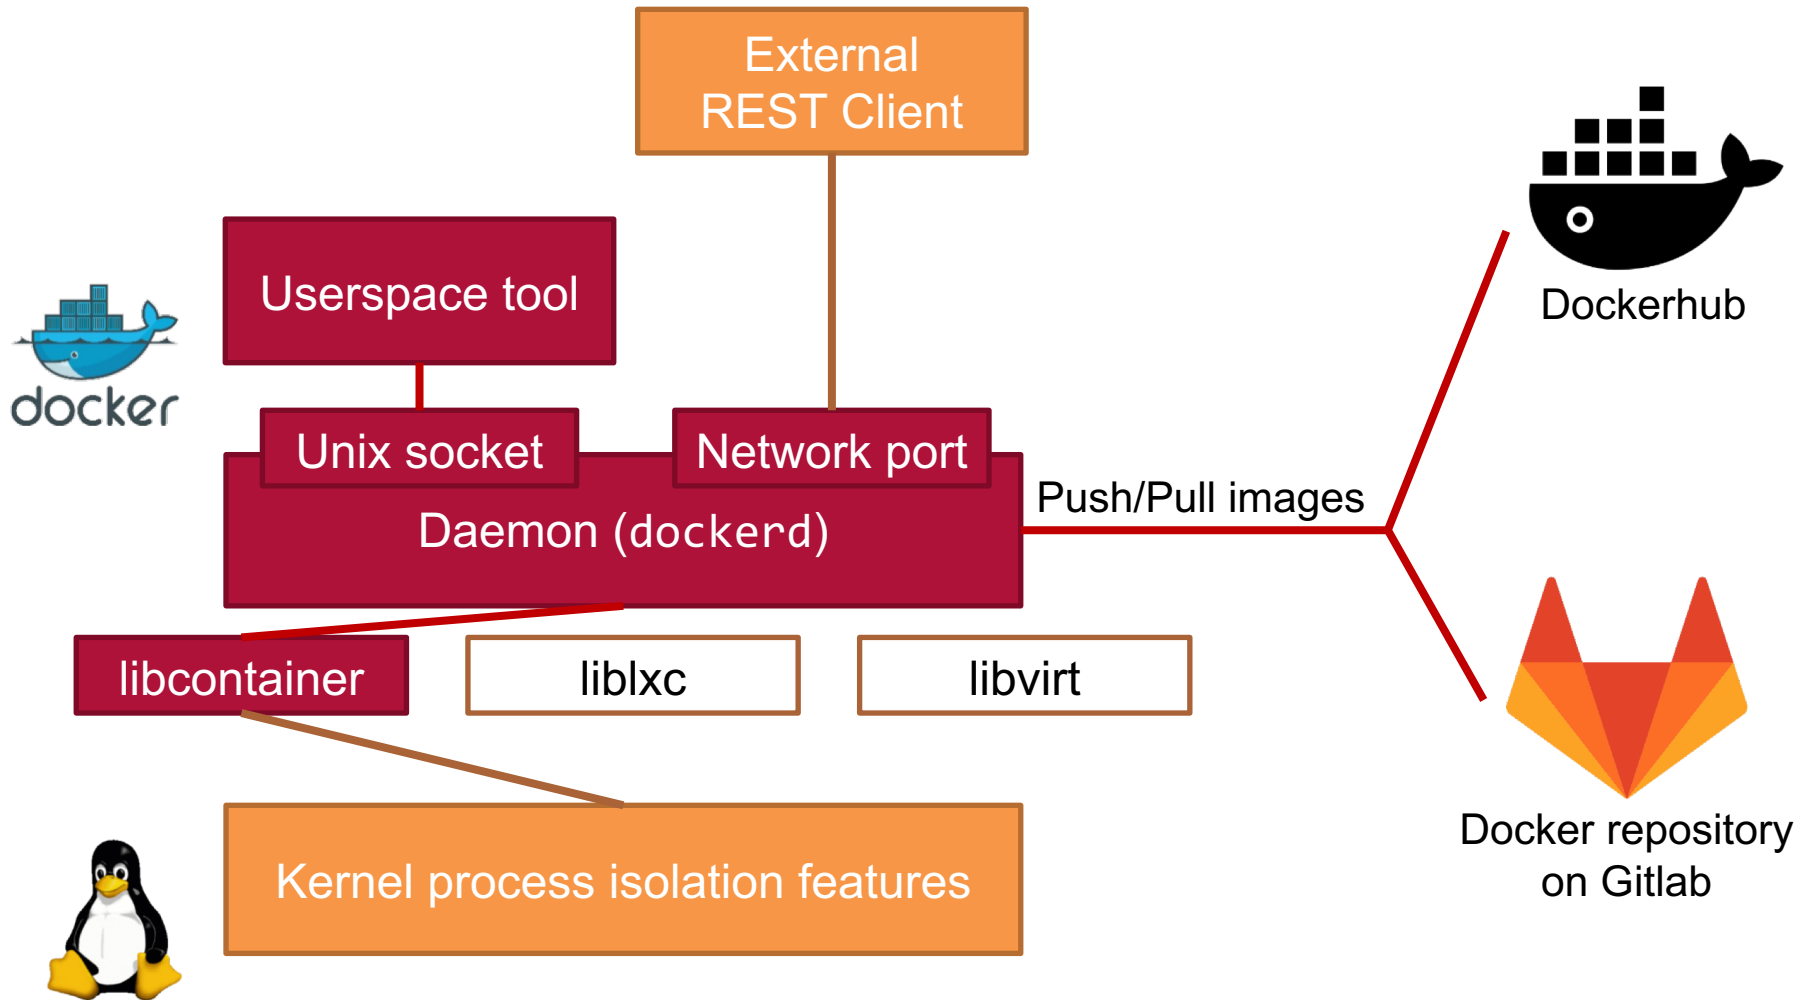 External
REST Client
Userspace tool
docker
Dockerhub
Unix socket
Network port
Push/Pull images
Daemon (dockerd)
libcontainer
liblxc
libvirt
Docker repository
on Gitlab
Kernel process isolation features